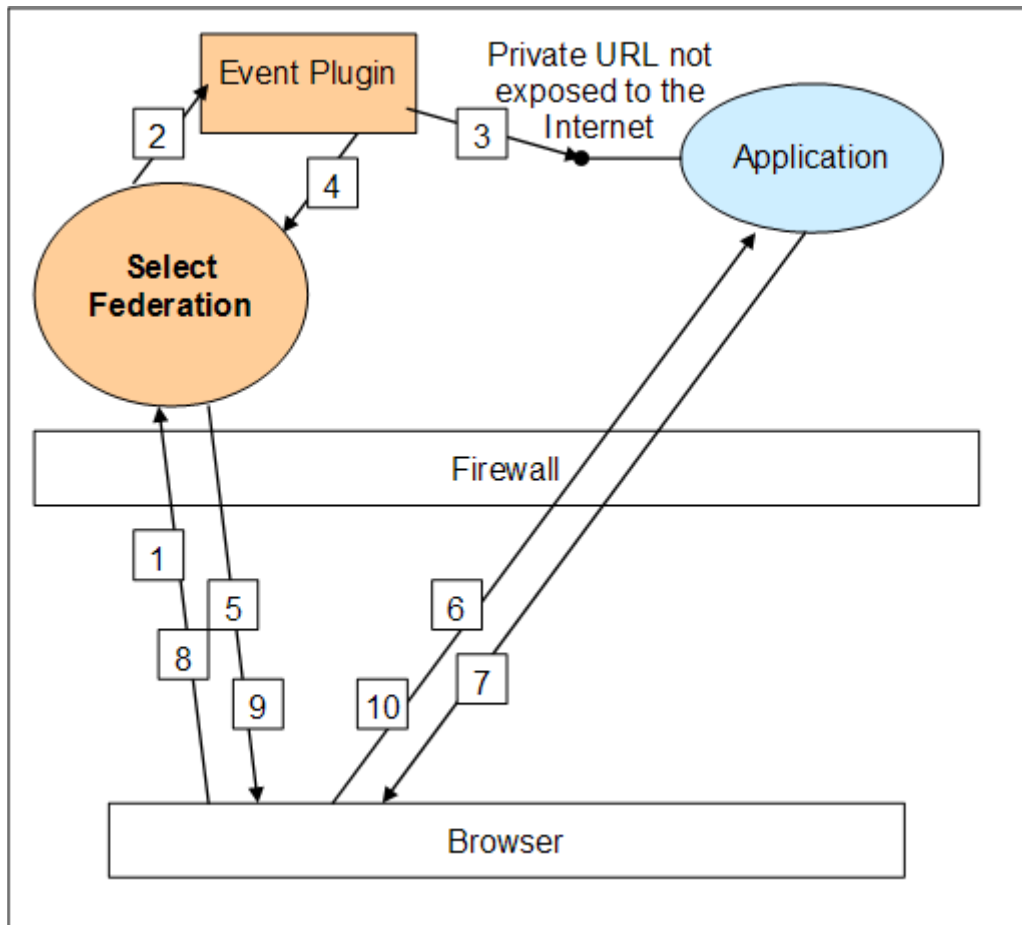 Event Plugin
Private URL not
exposed to the
Internet
Application
2
3
4
Select
Federation
Firewall
1
5
6
8
7
9
10
Browser